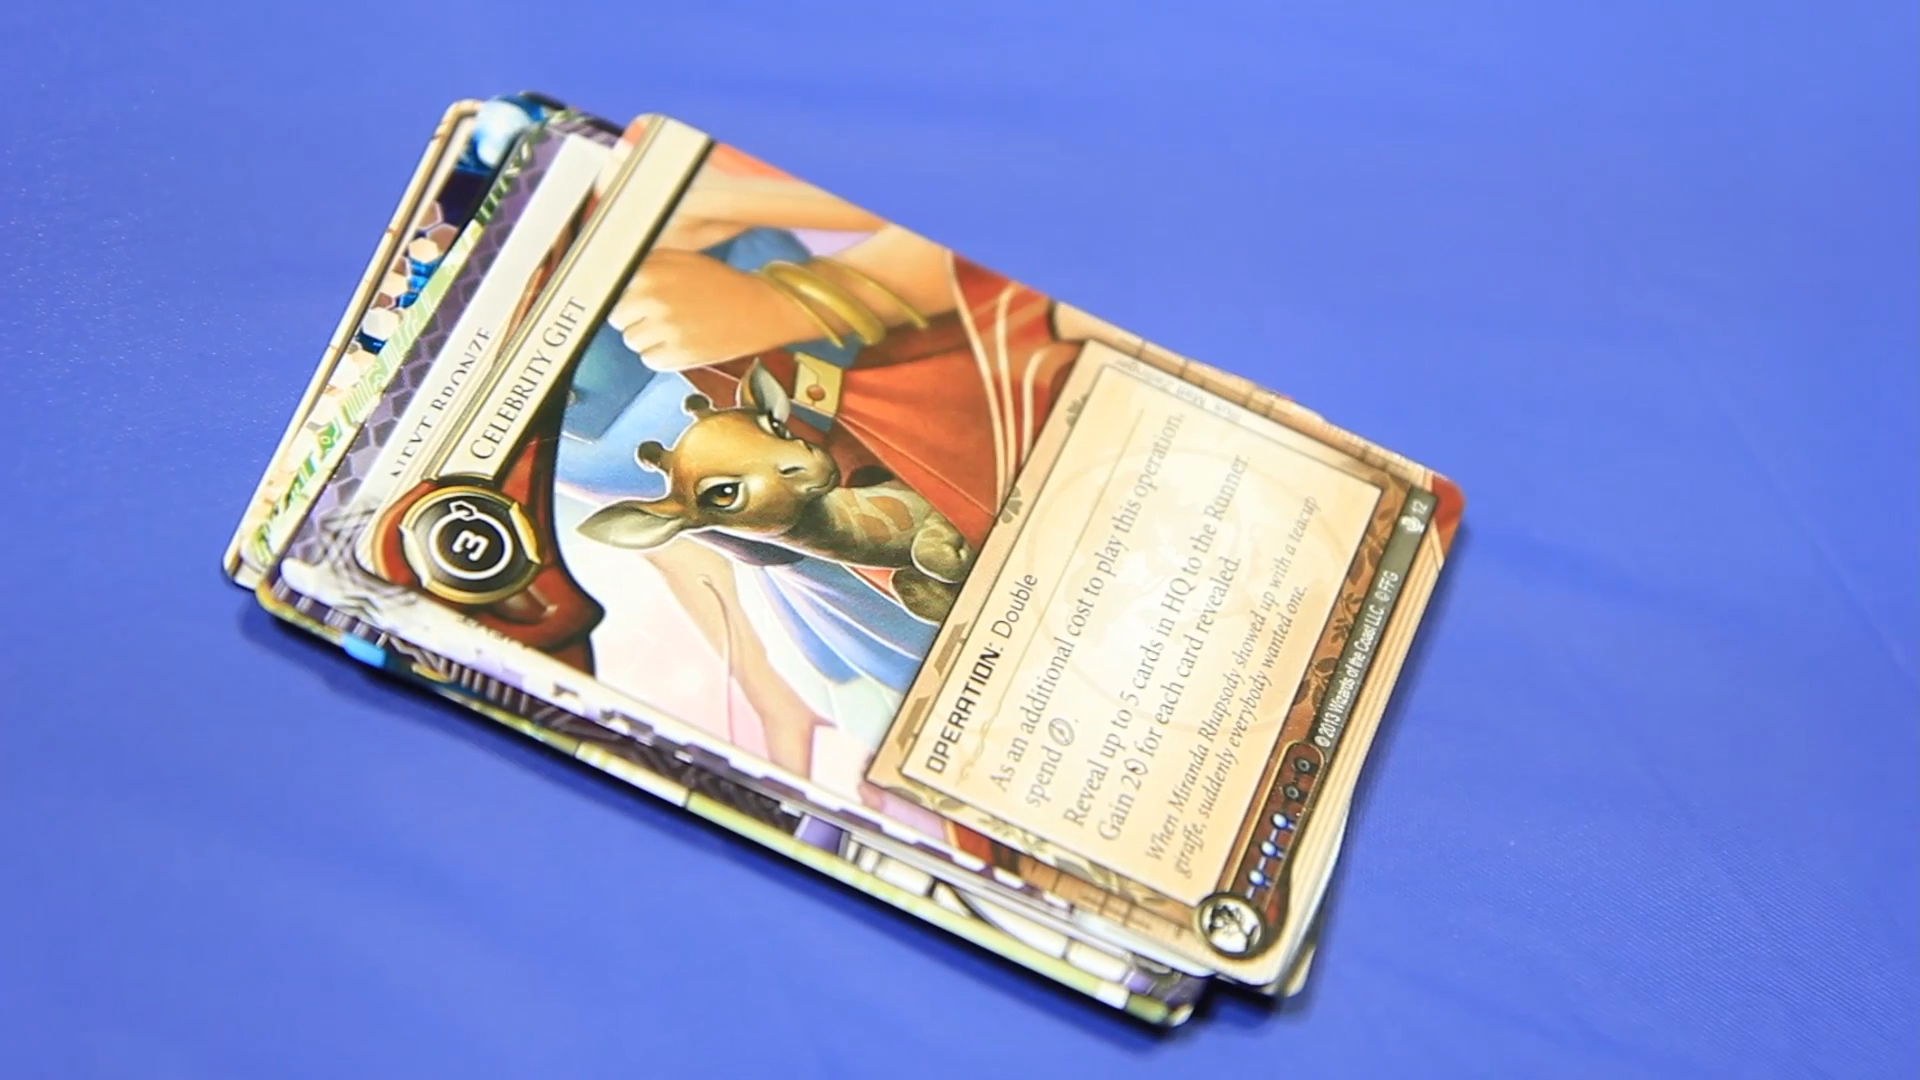 NEXT BRONZE
CELEBRITY GIFT
3
OPERATION: Double
As an additional cost to play this operation,
spend
Reveal up to 5 cards in HQ to the Runner.
Gain 2 for each card revealed.
When Miranda Rhapsody showed up with a teacup
giraffe, suddenly everybody wanted one.
© 2013 Wizards of the Coast LLC. © FFG
12